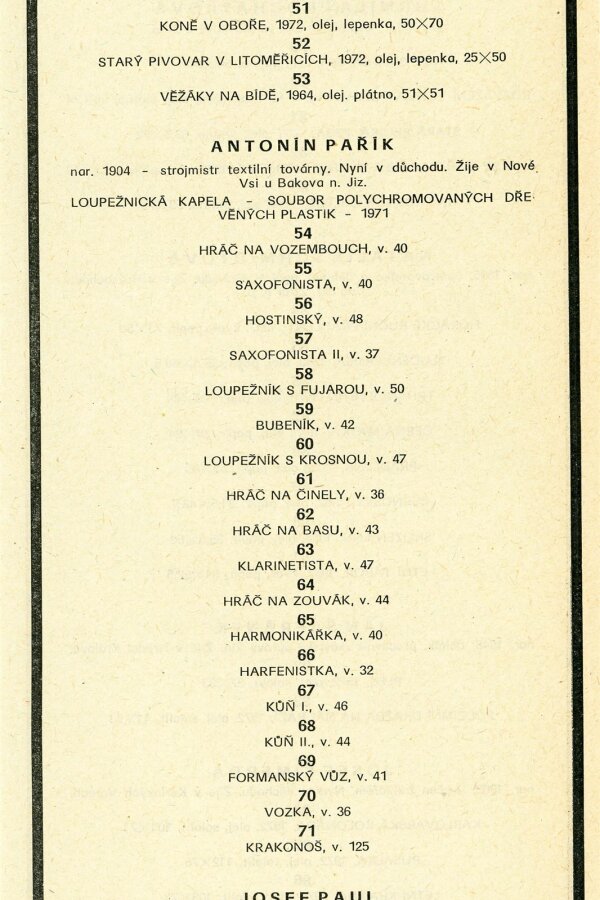 51
KONĚ V OBOŘE, 1972, olej, lepenka, 50×70
52
STARÝ PIVOVAR V LITOMĚŘICÍCH, 1972, olej, lepenka, 25×50
53
VĚŽÁKY NA BÍDĚ, 1964, olej. plátno, 51×51
ANTONÍN PAŘÍK
nar. 1904 – strojmistr textilní továrny. Nyní v důchodu. Žije v Nové
Vsi u Bakova n. Jiz.
LOUPEŽNICKÁ KAPELA – SOUBOR POLYCHROMOVANÝCH DŘE-
VĚNÝCH PLASTIK – 1971
54
HRÁČ NA VOZEMBOUCH, v. 40
55
SAXOFONISTA, v. 40
56
HOSTINSKÝ, v. 48
57
SAXOFONISTA II, v. 37
58
LOUPEŽNÍK S FUJAROU, v. 50
59
BUBENÍK, v. 42
60
LOUPEŽNÍK S KROSNOU, v. 47
61
HRÁČ NA ČINELY, v. 36
62
HRÁČ NA BASU, v. 43
63
KLARINETISTA, v. 47
64
HRÁČ NA ZOUVÁK, v. 44
65
HARMONIKÁŘKA, v. 40
66
HARFENISTKA, v. 32
67
KŮŇ I., v. 46
68
KŮŇ II., v. 44
69
FORMANSKÝ VŮZ, v. 41
70
VOZKA, v. 36
71
KRAKONOŠ, v. 125
JOSEF PAUL